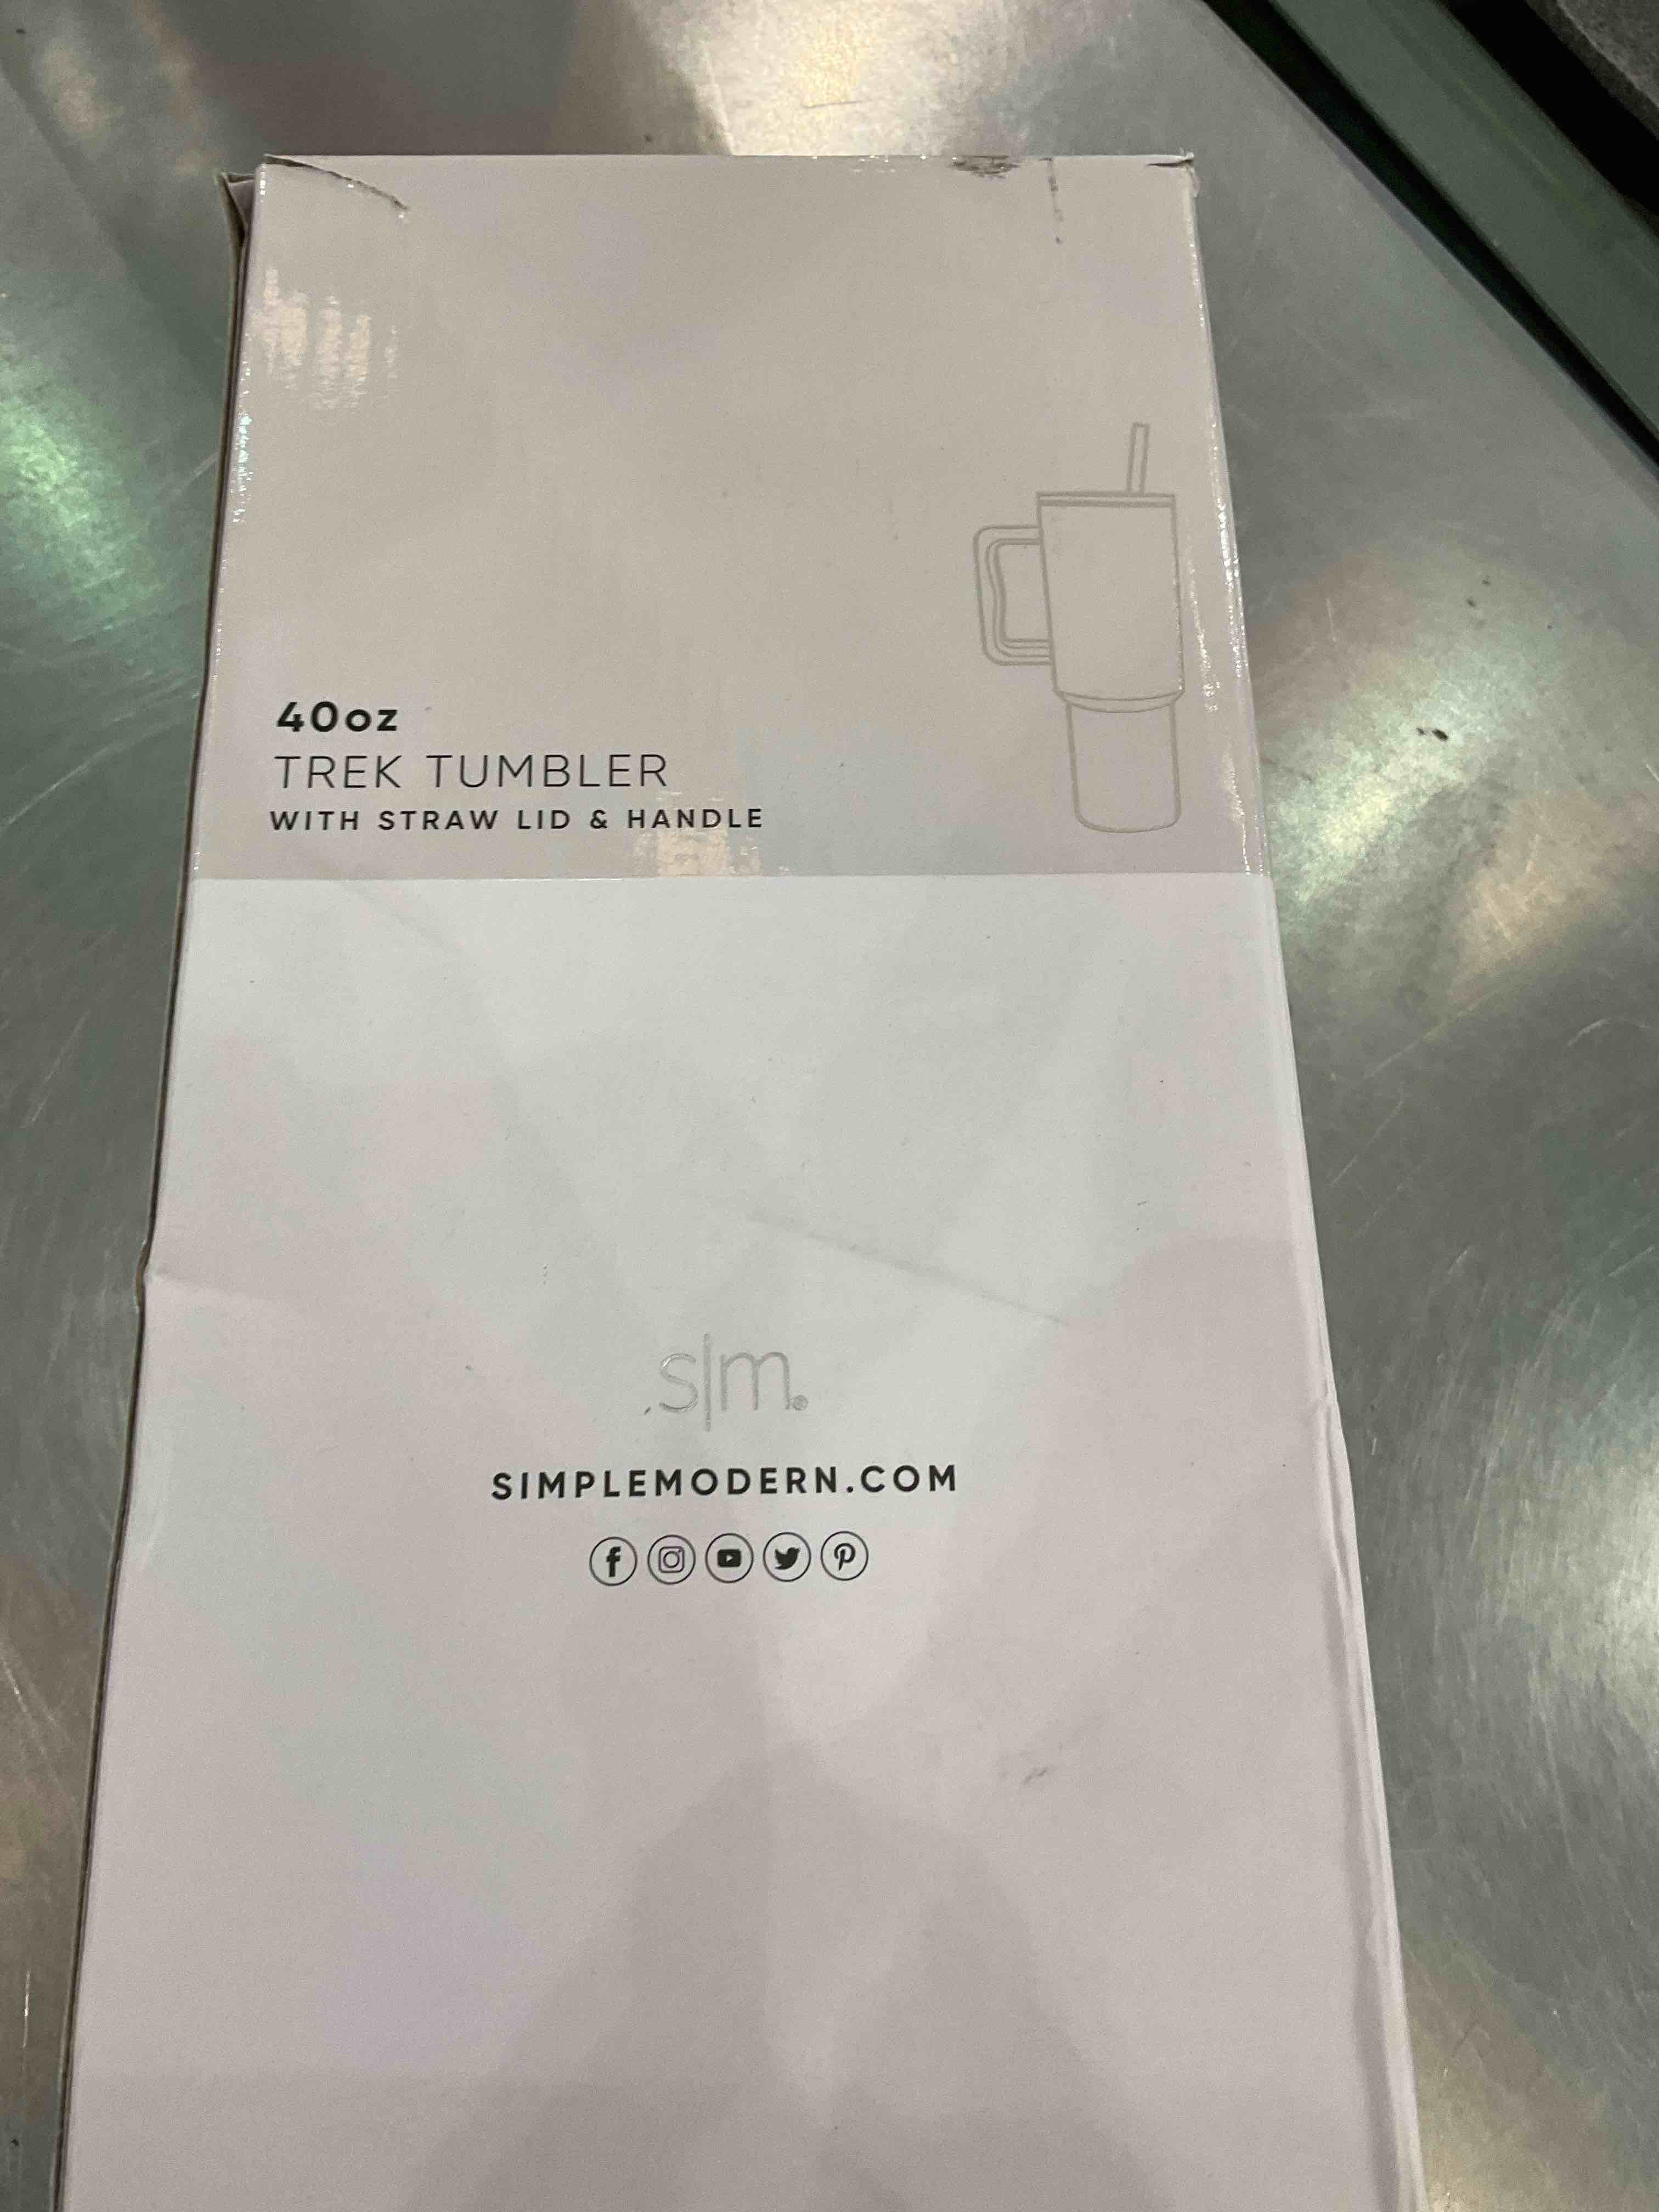 40oz
TREK TUMBLER
WITH STRAW LID & HANDLE
s|m.
SIMPLEMODERN.COM